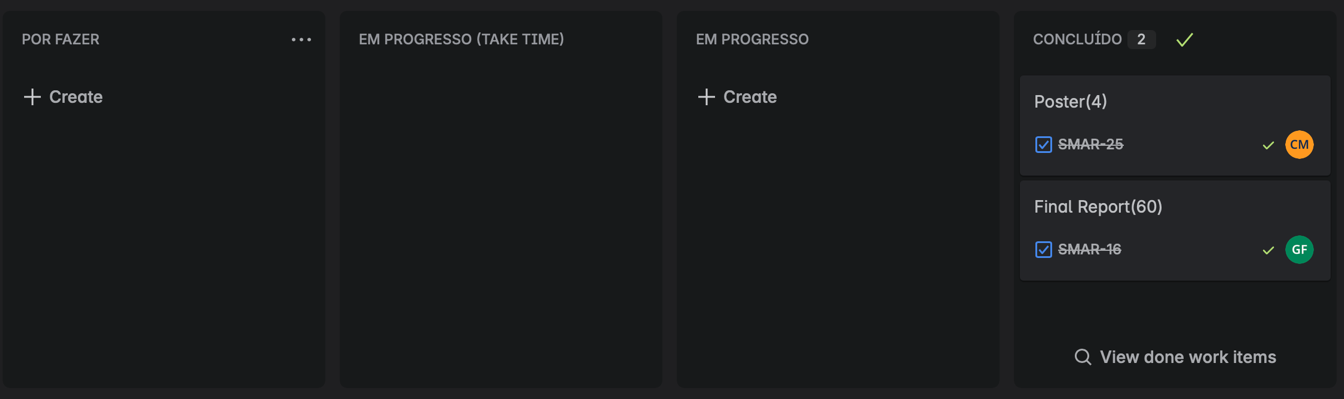 POR FAZER
EM PROGRESSO (TAKE TIME)
EM PROGRESSO
CONCLUÍDO 2
Create
Create
Poster(4)
SMAR-25
CM
Final Report(60)
SMAR-16
GF
View done work items